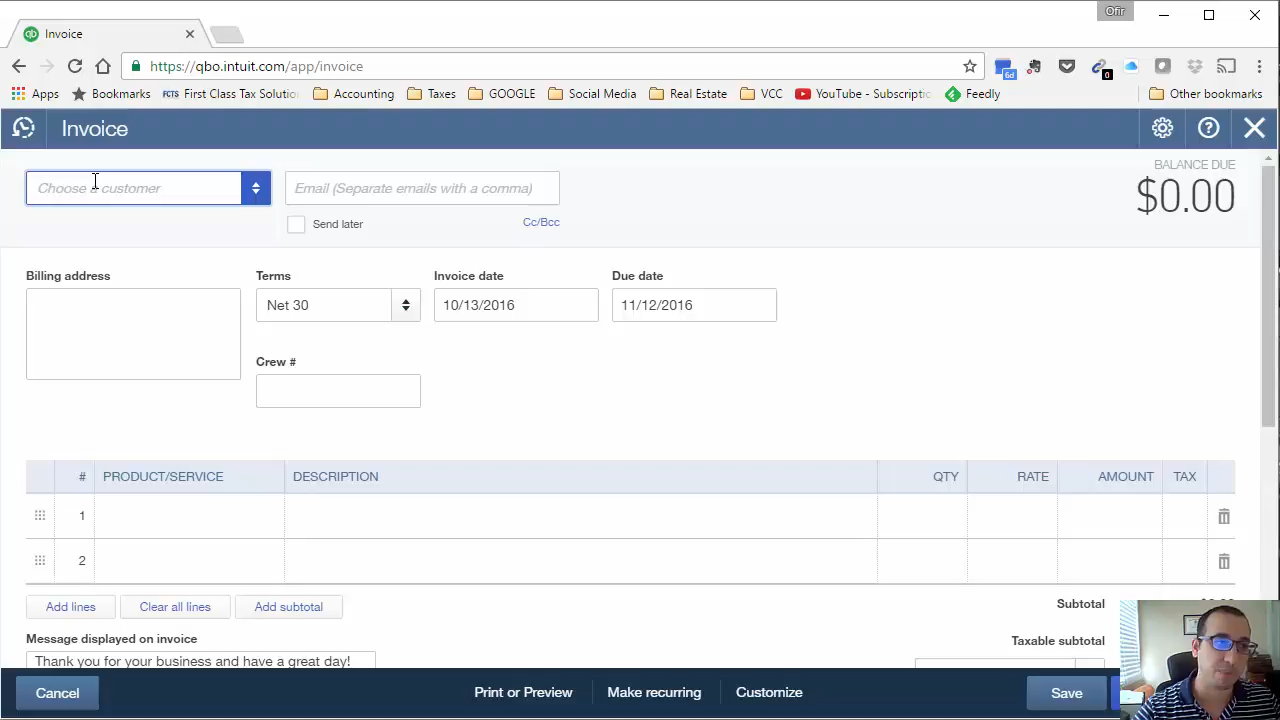 Ofir
Invoice
https://qbo.intuit.com/app/invoice
6d
0
Apps Bookmarks FCTS First Class Tax Solutio Accounting Taxes GOOGLE Social Media Real Estate VCC YouTube - Subscripti Feedly Other bookmarks
Invoice
BALANCE DUE
$0.00
Choose a customer
Email (Separate emails with a comma)
Send later
Cc/Bcc
Billing address
Terms
Invoice date
Due date
Net 30
10/13/2016
11/12/2016
Crew #
# PRODUCT/SERVICE DESCRIPTION QTY RATE AMOUNT TAX
1
2
Add lines
Clear all lines
Add subtotal
Subtotal
Message displayed on invoice
Taxable subtotal
Thank you for your business and have a great day!
Cancel
Print or Preview
Make recurring
Customize
Save